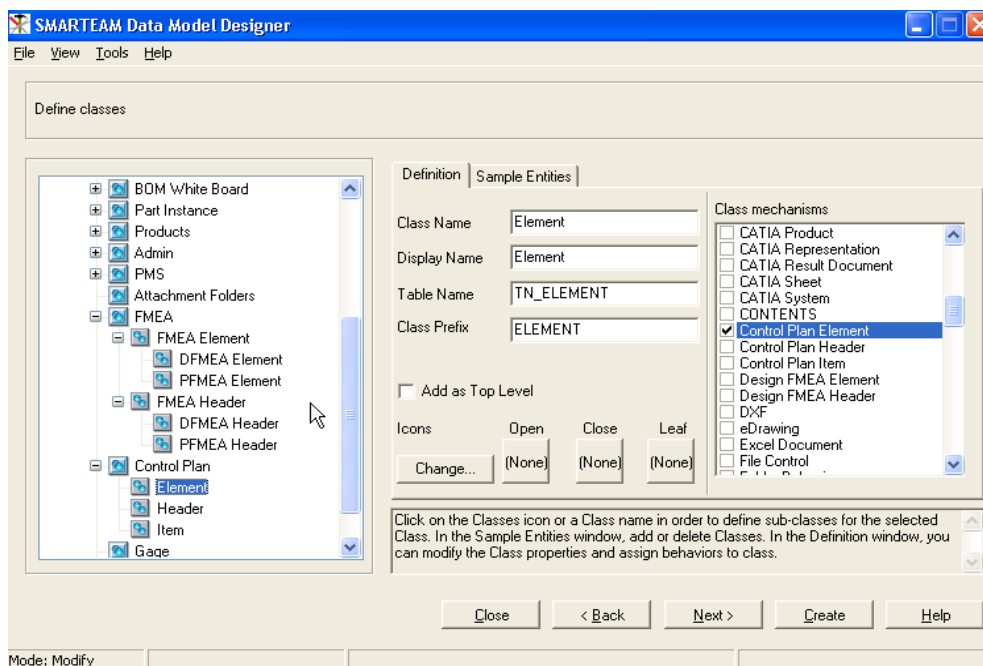 SMARTEAM Data Model Designer
File View Tools Help
Define classes
BOM White Board
Part Instance
Products
Admin
PMS
Attachment Folders
FMEA
FMEA Element
DFMEA Element
PFMEA Element
FMEA Header
DFMEA Header
PFMEA Header
Control Plan
Element
Header
Item
Gage
Definition Sample Entities
Class Name Element
Display Name Element
Table Name TN_ELEMENT
Class Prefix ELEMENT
Add as Top Level
Icons Open Close Leaf
Change... (None) (None) (None)
Class mechanisms
CATIA Product
CATIA Representation
CATIA Result Document
CATIA Sheet
CATIA System
CONTENTS
Control Plan Element
Control Plan Header
Control Plan Item
Design FMEA Element
Design FMEA Header
DXF
eDrawing
Excel Document
File Control
Click on the Classes icon or a Class name in order to define sub-classes for the selected
Class. In the Sample Entities window, add or delete Classes. In the Definition window, you
can modify the Class properties and assign behaviors to class.
Close < Back Next > Create Help
Mode: Modify